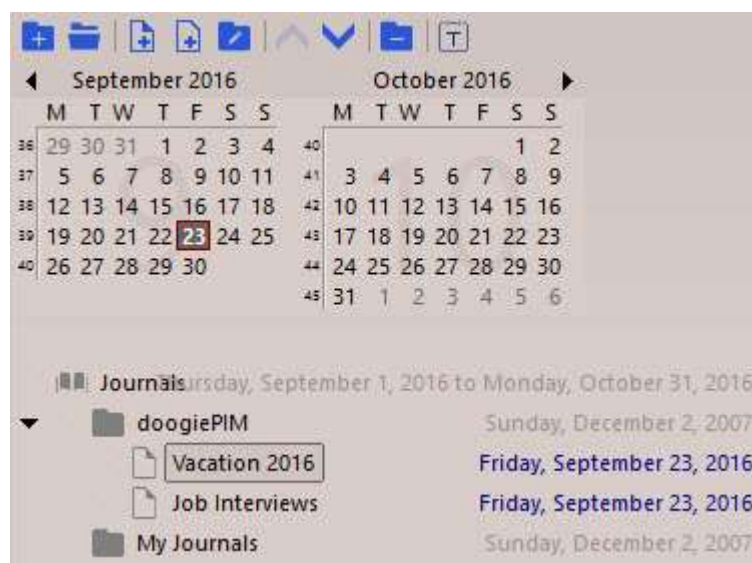 T
September 2016 October 2016
M T W T F S S M T W T F S S
36 29 30 31 1 2 3 4 40 1 2
37 5 6 7 8 9 10 11 41 3 4 5 6 7 8 9
38 12 13 14 15 16 17 18 42 10 11 12 13 14 15 16
39 19 20 21 22 23 24 25 43 17 18 19 20 21 22 23
40 26 27 28 29 30 44 24 25 26 27 28 29 30
45 31 1 2 3 4 5 6
Journals Thursday, September 1, 2016 to Monday, October 31, 2016
doogiePIM Sunday, December 2, 2007
Vacation 2016 Friday, September 23, 2016
Job Interviews Friday, September 23, 2016
My Journals Sunday, December 2, 2007